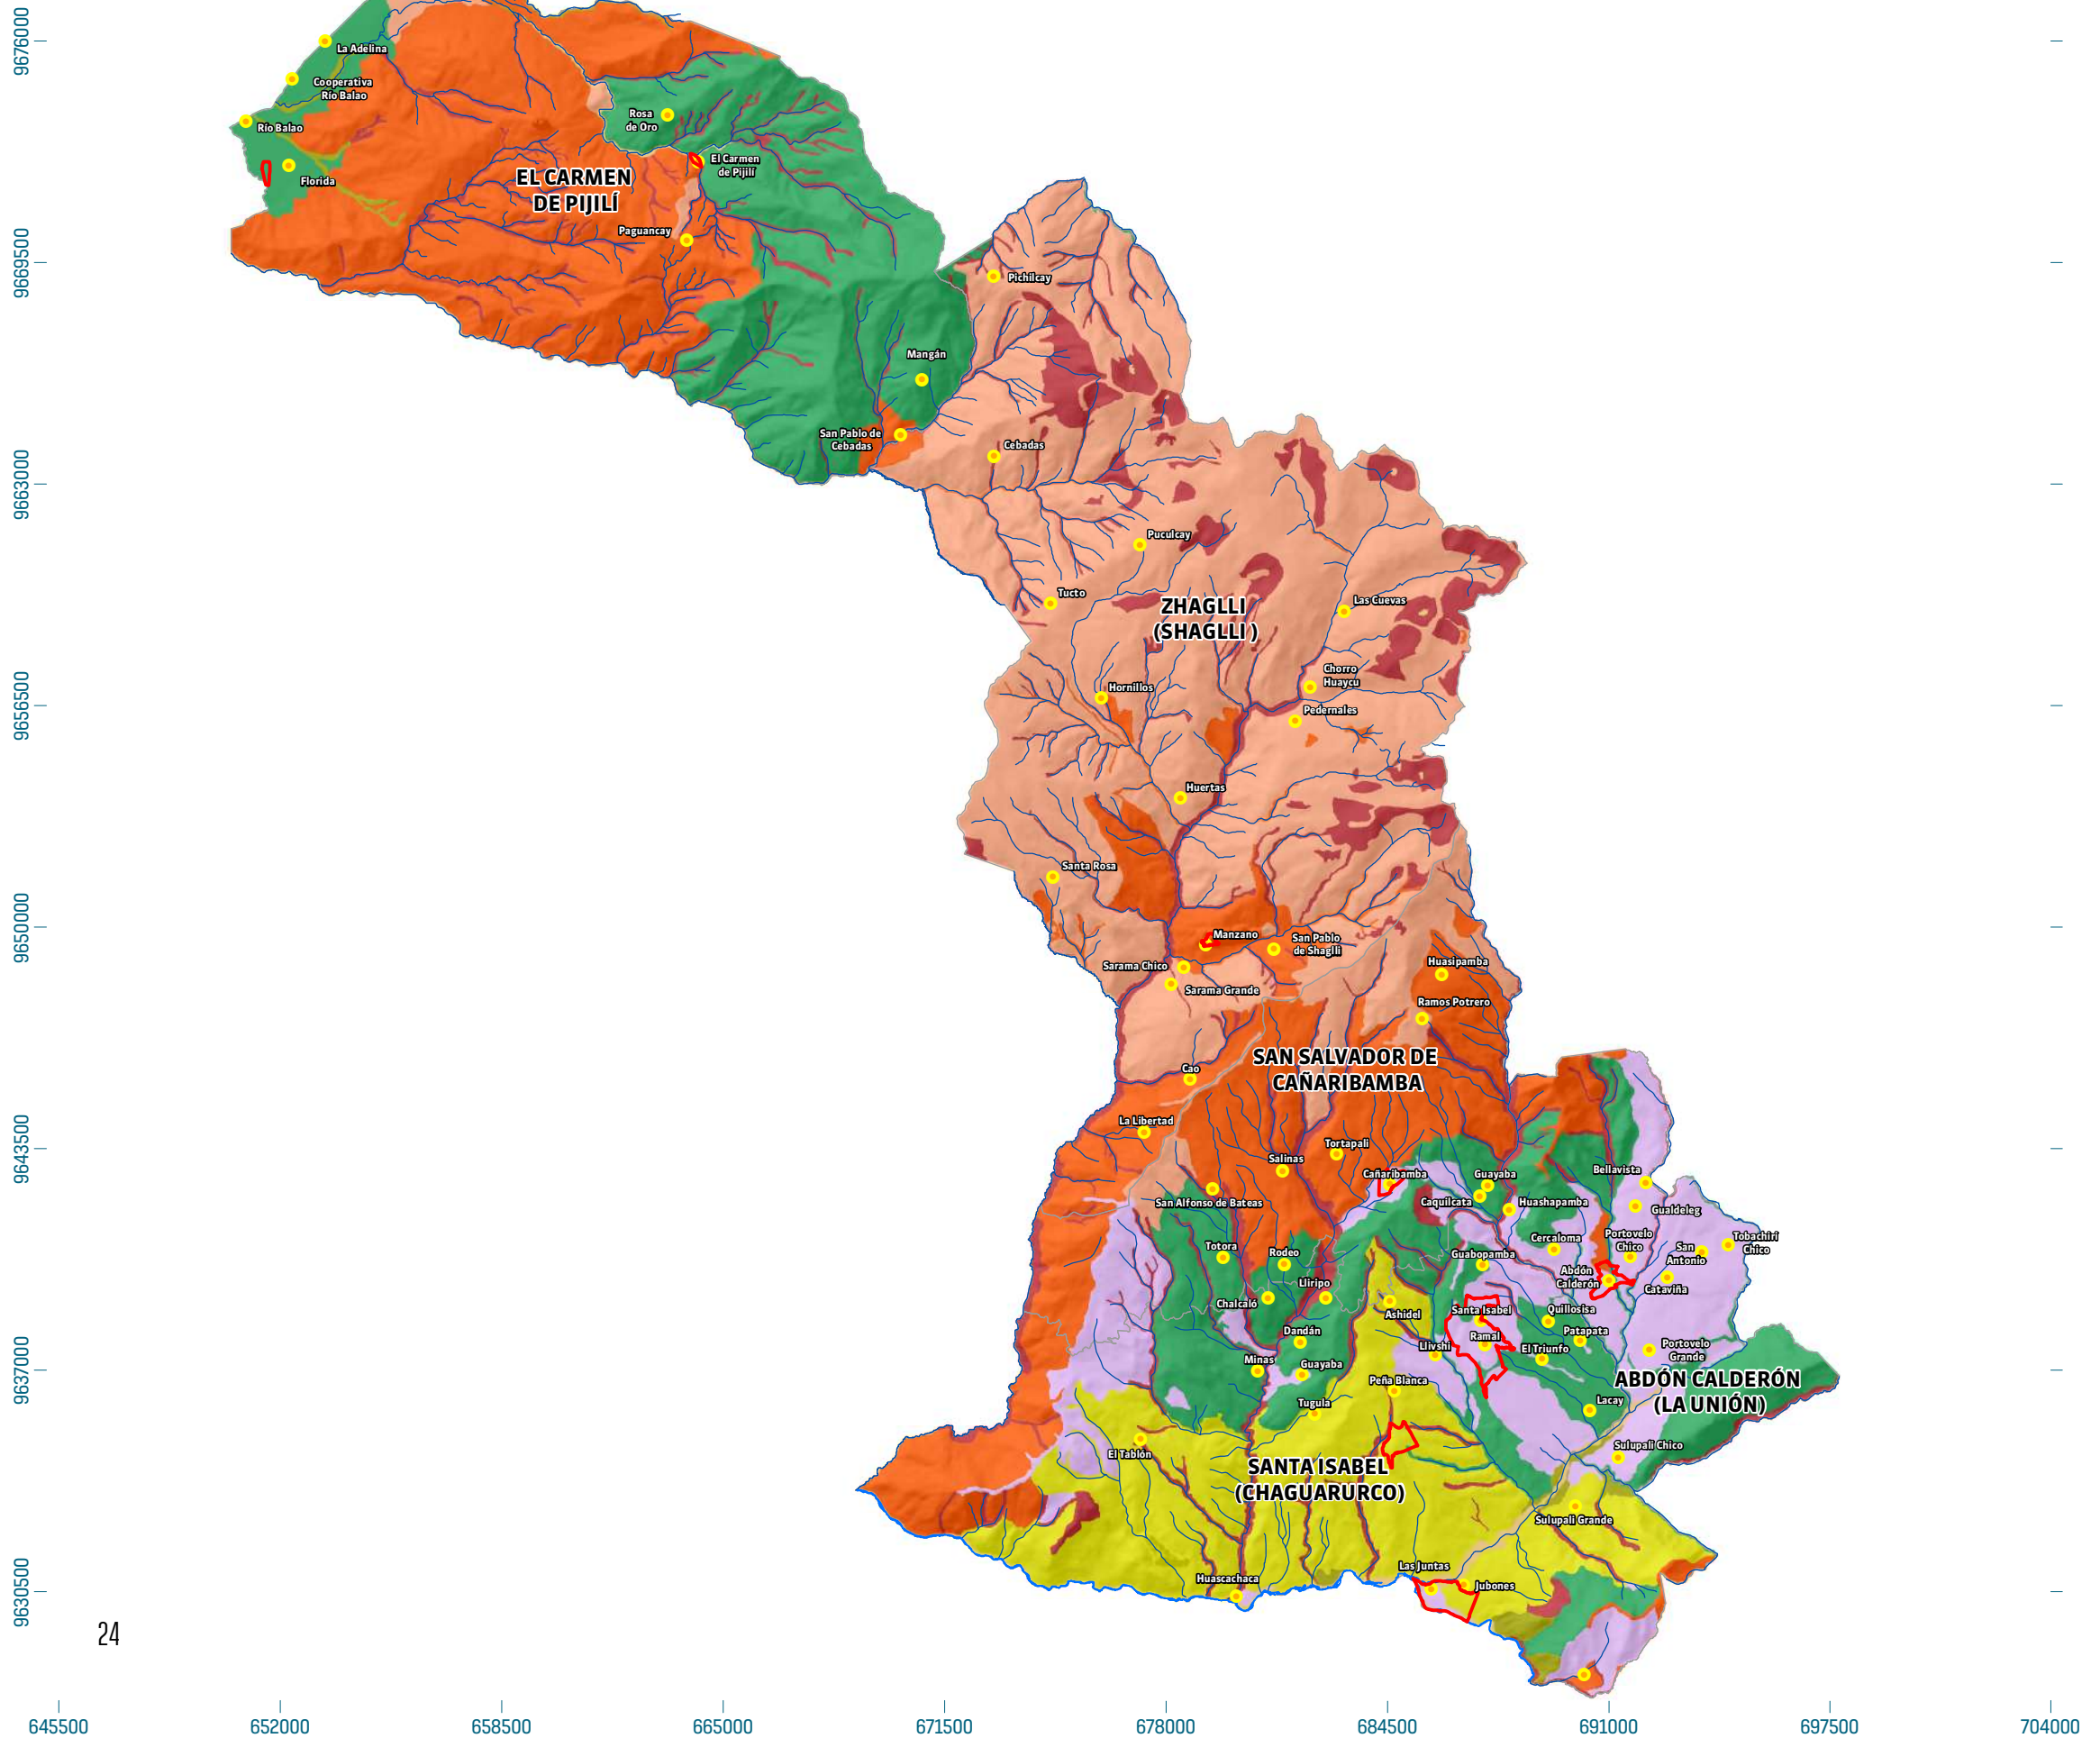 9676000
La Adelina
Cooperativa
Río Balao
Río Balao
Florida
Rosa
de Oro
El Carmen
de Pijilí
EL CARMEN
DE PIJILÍ
Paguancay
9669500
Pichilcay
Mangán
San Pablo de
Cebadas
Cebadas
9663000
Puculcay
Tucto
ZHAGLLI
(SHAGLLI )
Las Cuevas
Chorro
Huaycu
Hornillos
Pedernales
9656500
Huertas
Santa Rosa
9650000
Manzano
San Pablo
de Shaglli
Sarama Chico
Sarama Grande
Huasipamba
Ramos Potrero
SAN SALVADOR DE
CAÑARIBAMBA
Cao
La Libertad
9643500
Tortapali
Salinas
Cañaribamba
Guayaba
Bellavista
San Alfonso de Bateas
Caquilcata
Huashapamba
Gualdeleg
Totora
Rodeo
Guabopamba
Cercaloma
Portovelo
Chico
San
Antonio
Tobachirí
Chico
Abdón
Calderón
Cataviña
Lliripo
Chalcaló
Ashidel
Santa Isabel
Quillosisa
Dandán
Ramal
Patapata
Llivshi
El Triunfo
Portovelo
Grande
9637000
Minas
Guayaba
Peña Blanca
ABDÓN CALDERÓN
(LA UNIÓN)
Tugula
Lacay
El Tablón
Sulupali Chico
SANTA ISABEL
(CHAGUARURCO)
Sulupali Grande
Las Juntas
Huascachaca
Jubones
9630500
24
645500
652000
658500
665000
671500
678000
684500
691000
697500
704000